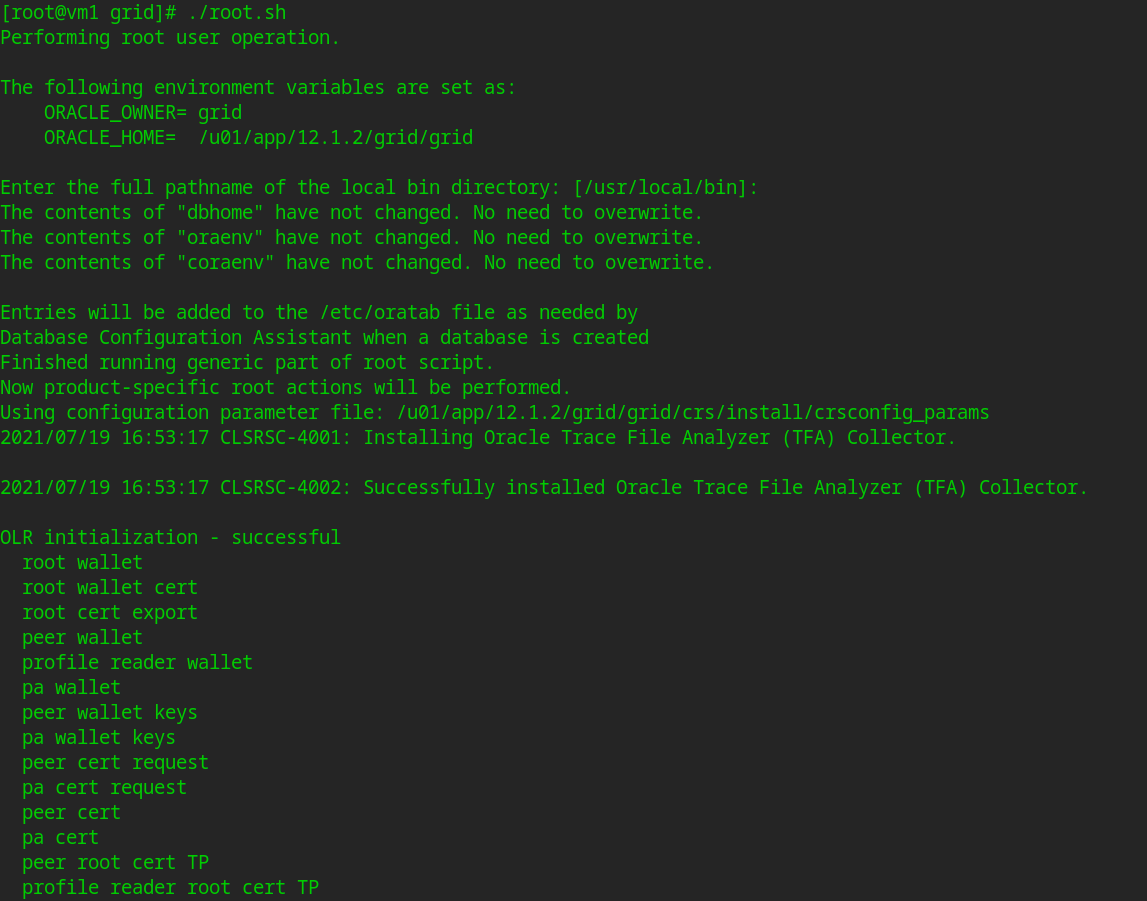 [root@vm1 grid]# ./root.sh
Performing root user operation.
The following environment variables are set as:
    ORACLE_OWNER= grid
    ORACLE_HOME=  /u01/app/12.1.2/grid/grid
Enter the full pathname of the local bin directory: [/usr/local/bin]:
The contents of "dbhome" have not changed. No need to overwrite.
The contents of "oraenv" have not changed. No need to overwrite.
The contents of "coraenv" have not changed. No need to overwrite.
Entries will be added to the /etc/oratab file as needed by
Database Configuration Assistant when a database is created
Finished running generic part of root script.
Now product-specific root actions will be performed.
Using configuration parameter file: /u01/app/12.1.2/grid/grid/crs/install/crsconfig_params
2021/07/19 16:53:17 CLSRSC-4001: Installing Oracle Trace File Analyzer (TFA) Collector.
2021/07/19 16:53:17 CLSRSC-4002: Successfully installed Oracle Trace File Analyzer (TFA) Collector.
OLR initialization - successful
  root wallet
  root wallet cert
  root cert export
  peer wallet
  profile reader wallet
  pa wallet
  peer wallet keys
  pa wallet keys
  peer cert request
  pa cert request
  peer cert
  pa cert
  peer root cert TP
  profile reader root cert TP